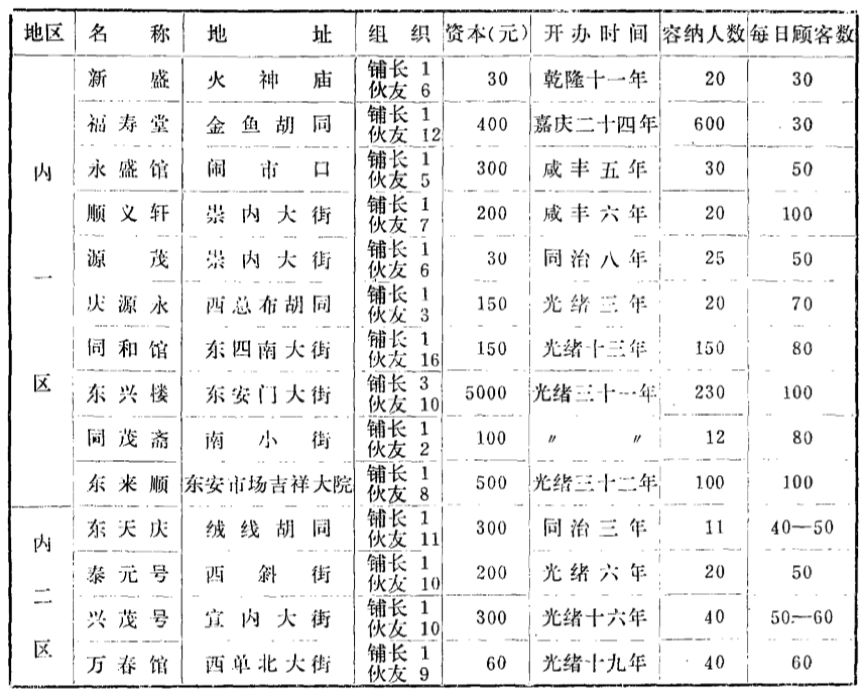 地区 名称 地址 组织 资本(元) 开办时间 容纳人数 每日顾客数
内一区 新盛 火神庙 铺长 1 伙友 6 30 乾隆十一年 20 30
福寿堂 金鱼胡同 铺长 1 伙友 12 400 嘉庆二十四年 600 30
永盛馆 闹市口 铺长 1 伙友 5 300 咸丰五年 30 50
顺义轩 崇内大街 铺长 1 伙友 7 200 咸丰六年 20 100
源茂 崇内大街 铺长 1 伙友 6 30 同治八年 25 50
庆源永 西总布胡同 铺长 1 伙友 3 150 光绪三年 20 70
同和馆 东四南大街 铺长 1 伙友 16 150 光绪十三年 150 80
东兴楼 东安门大街 铺长 3 伙友 10 5000 光绪三十一年 230 100
同茂斋 南小街 铺长 1 伙友 2 100 〃 〃 12 80
东来顺 东安市场吉祥大院 铺长 1 伙友 8 500 光绪三十二年 100 100
内二区 东天庆 绒线胡同 铺长 1 伙友 11 300 同治三年 11 40—50
泰元号 西斜街 铺长 1 伙友 10 200 光绪六年 20 50
兴茂号 宣内大街 铺长 1 伙友 10 300 光绪十六年 40 50—60
万春馆 西单北大街 铺长 1 伙友 9 60 光绪十九年 40 60